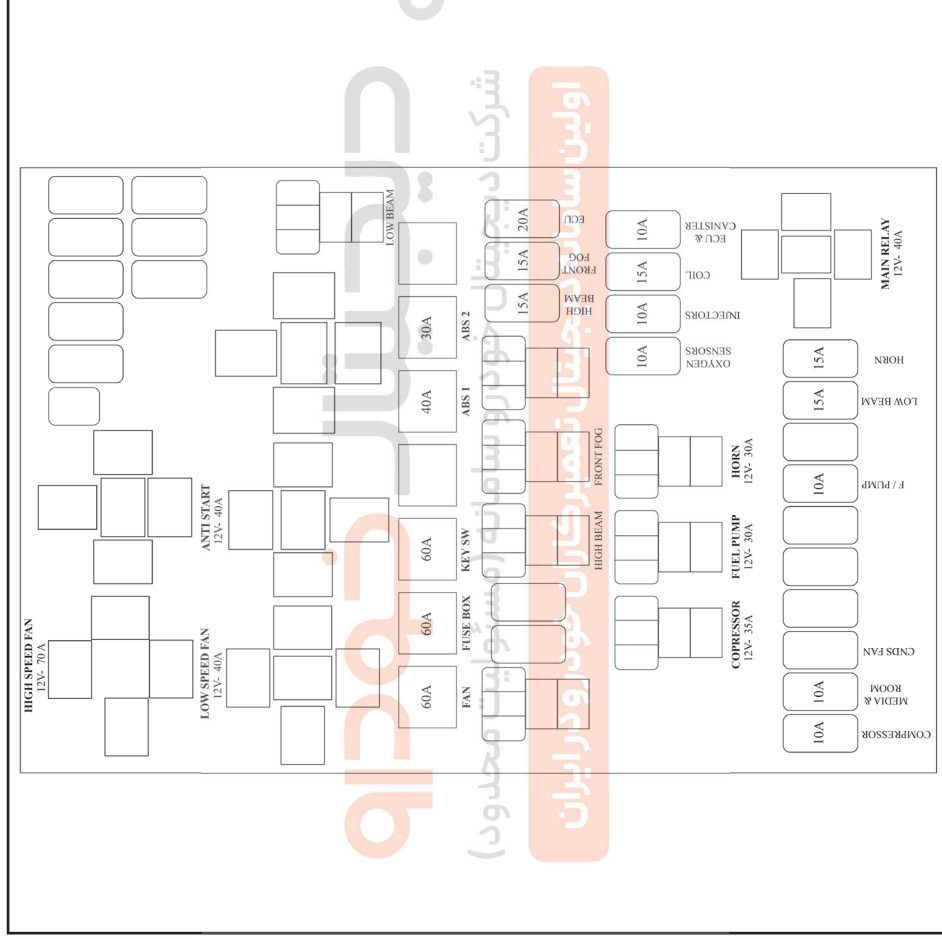 HIGH SPEED FAN
12V- 70 A
ANTI START
12V- 40A
LOW SPEED FAN
12V- 40A
LOW BEAM
60A
60A
60A
40A
30A
FAN
FUSE BOX
KEY SW
ABS 1
ABS 2
15A
15A
20A
HIGH
BEAM
FRONT
FOG
ECU
HIGH BEAM
FRONT FOG
10A
10A
15A
10A
OXYGEN
SENSORS
INJECTORS
COIL
ECU &
CANISTER
COPRESSOR
12V- 35A
FUEL PUMP
12V- 30A
HORN
12V- 30A
10A
10A
10A
15A
15A
COMPRESSOR
MEDIA &
ROOM
CNDS FAN
F / PUMP
LOW BEAM
HORN
MAIN RELAY
12V- 40A
دیجیتال خودرو
شرکت دیجیتال خودرو سامانه (مسئولیت محدود)
اولین سامانه دیجیتال تعمیرکاران خودرو در ایران